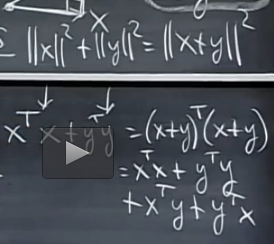 X
||x||² + ||y||² = ||x+y||²
xᵀx + yᵀy = (x+y)ᵀ(x+y)
= xᵀx + yᵀy
+ xᵀy + yᵀx